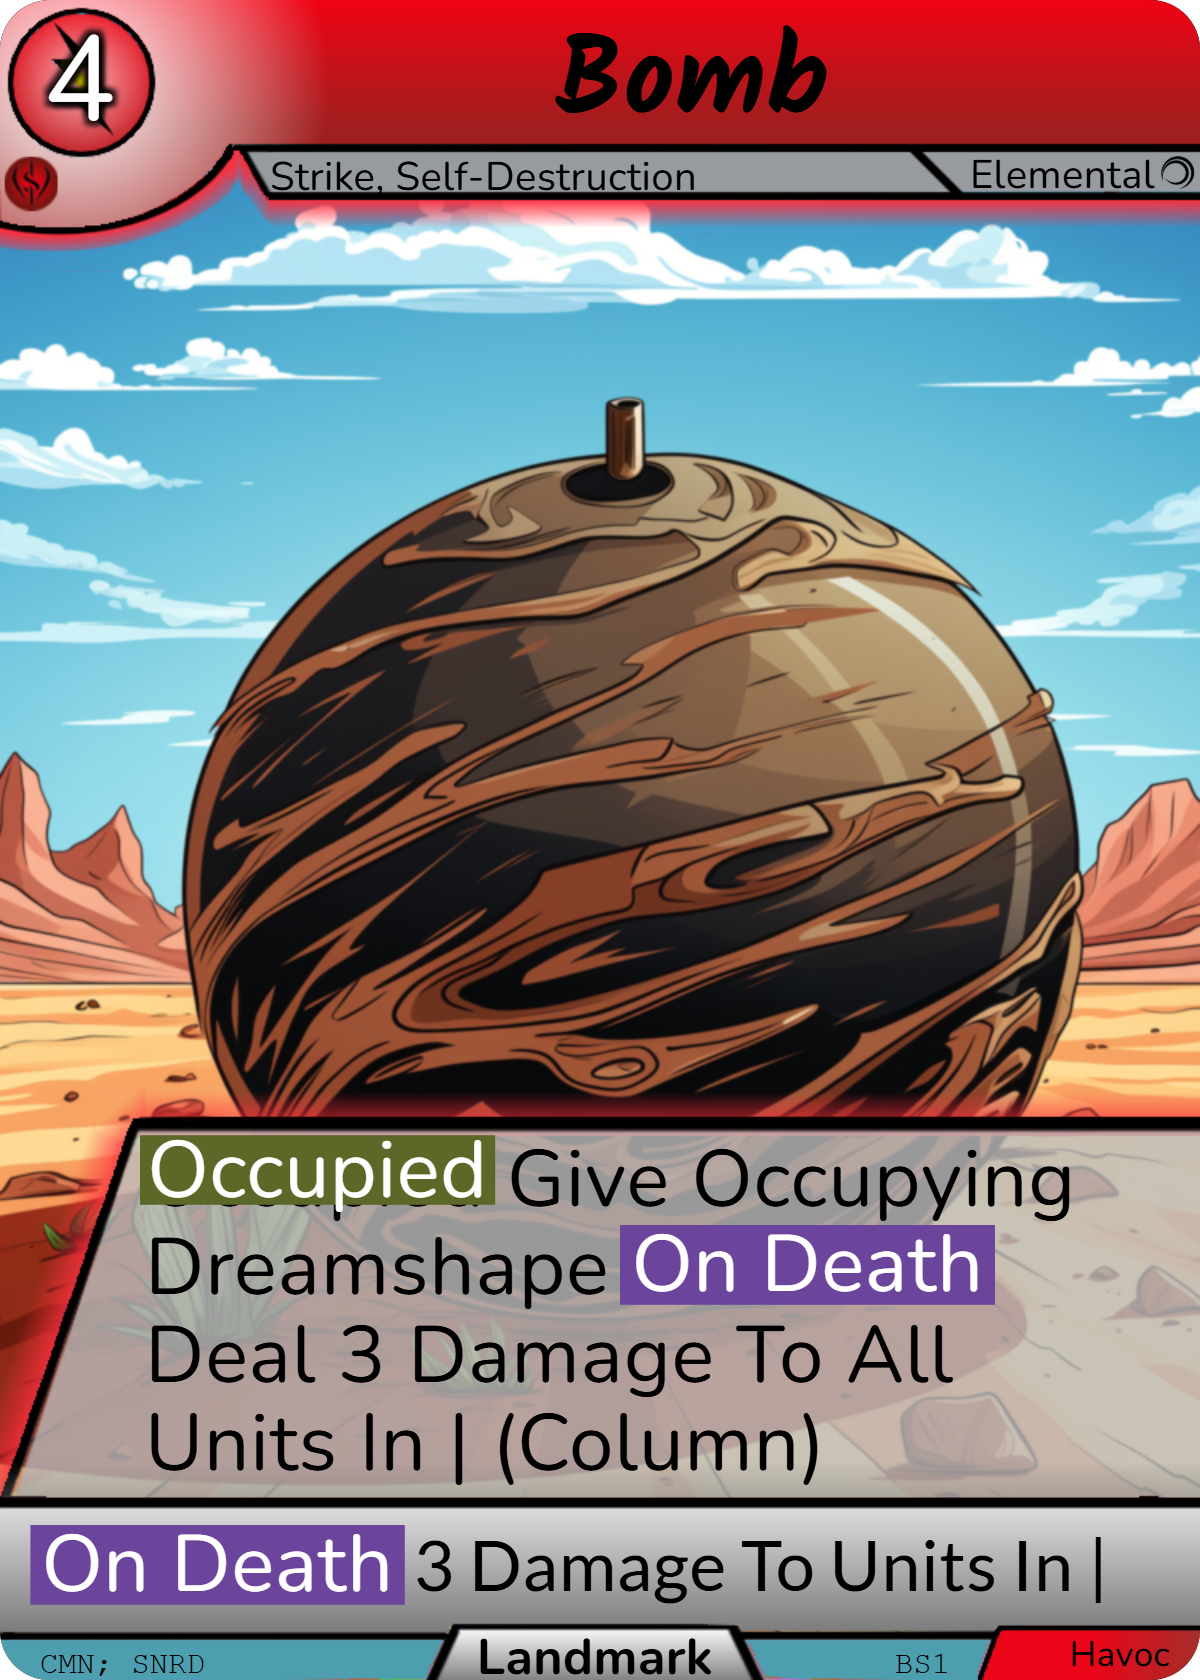 4
Bomb
Strike, Self-Destruction
Elemental
Occupied Give Occupying
Dreamshape On Death
Deal 3 Damage To All
Units In | (Column)
On Death 3 Damage To Units In |
CMN; SNRD
Landmark
BS1
Havoc